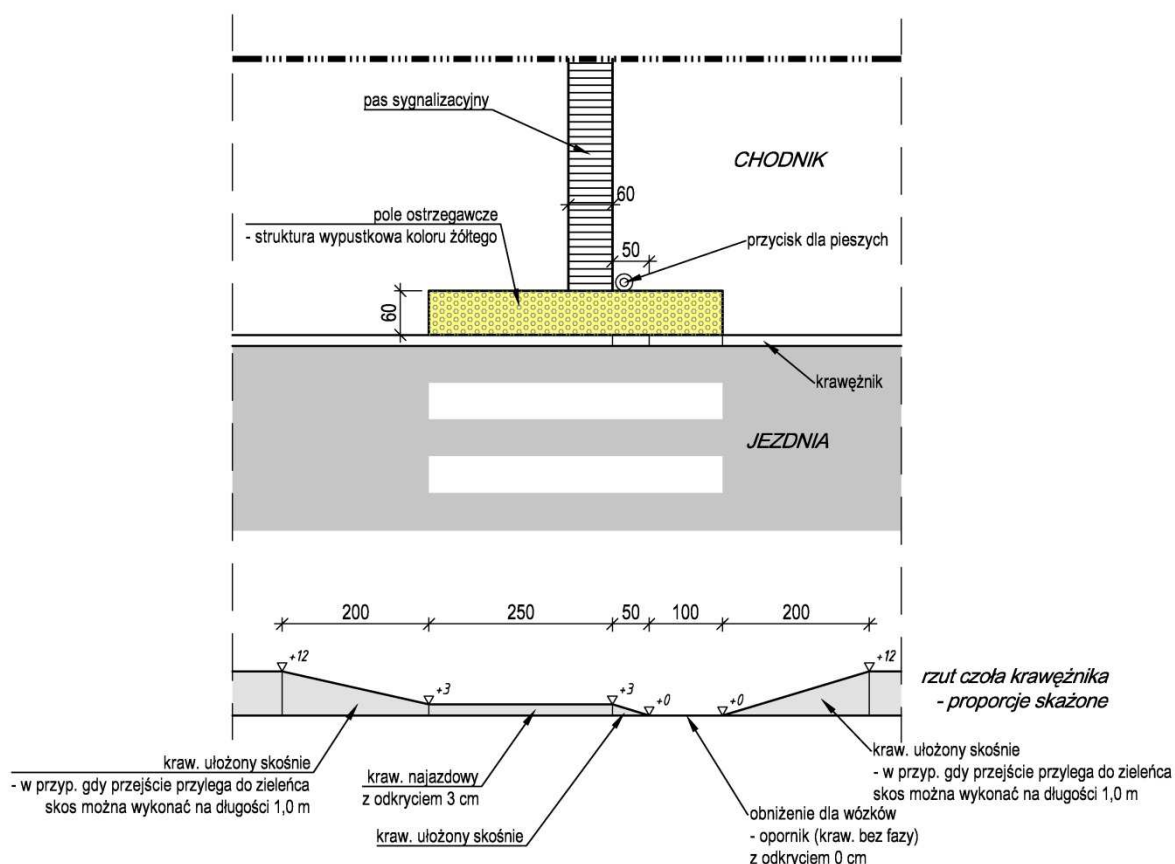 pas sygnalizacyjny
CHODNIK
60
pole ostrzegawcze
- struktura wypustkowa koloru żółtego
przycisk dla pieszych
50
60
krawężnik
JEZDNIA
200
250
50
100
200
+12
+3
+3
+0
+0
+12
rzut czoła krawężnika
- proporcje skażone
kraw. ułożony skośnie
- w przyp. gdy przejście przylega do zieleńca
skos można wykonać na długości 1,0 m
kraw. najazdowy
z odkryciem 3 cm
kraw. ułożony skośnie
obniżenie dla wózków
- opornik (kraw. bez fazy)
z odkryciem 0 cm
kraw. ułożony skośnie
- w przyp. gdy przejście przylega do zieleńca
skos można wykonać na długości 1,0 m